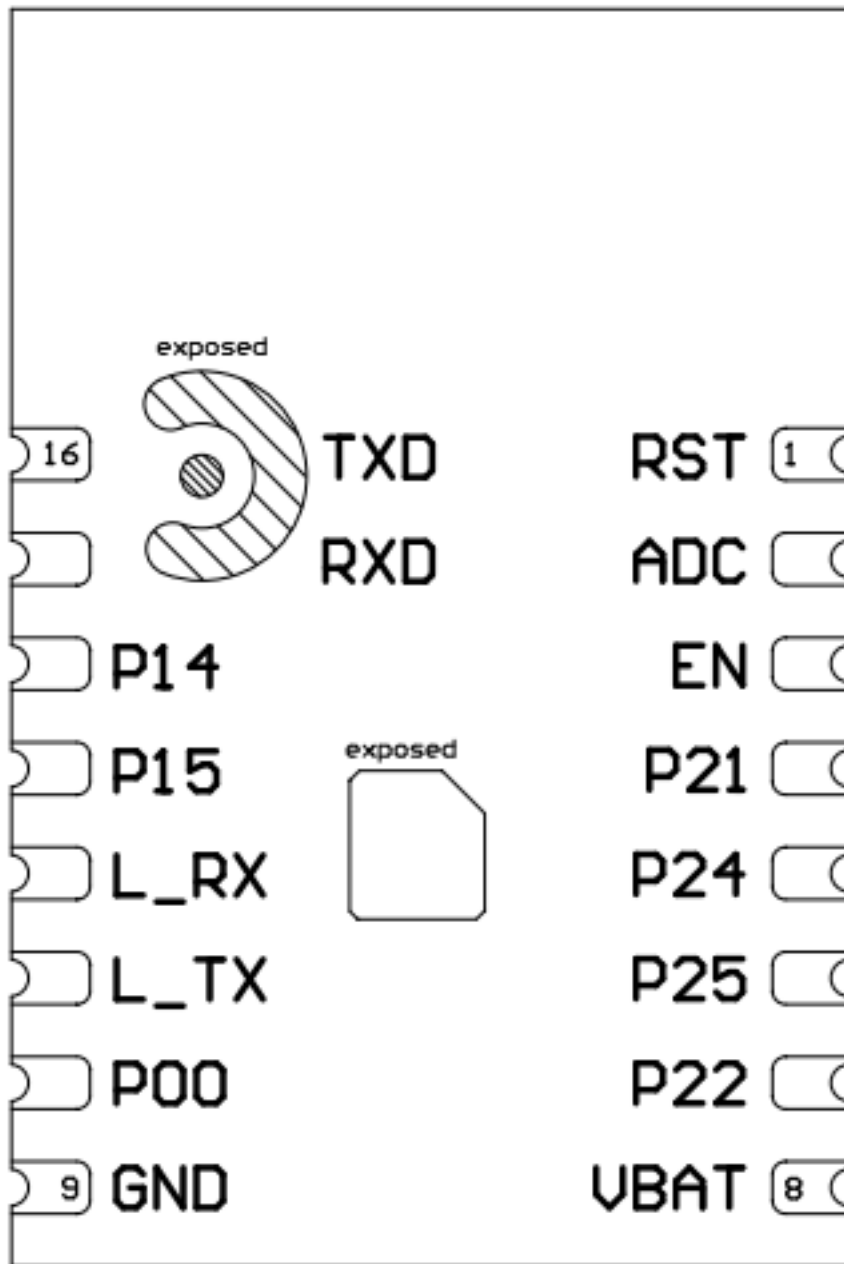 exposed
16 TXD RST 1
RXD ADC
P14 EN
exposed
P15 P21
L_RX P24
L_TX P25
P00 P22
9 GND VBAT 8